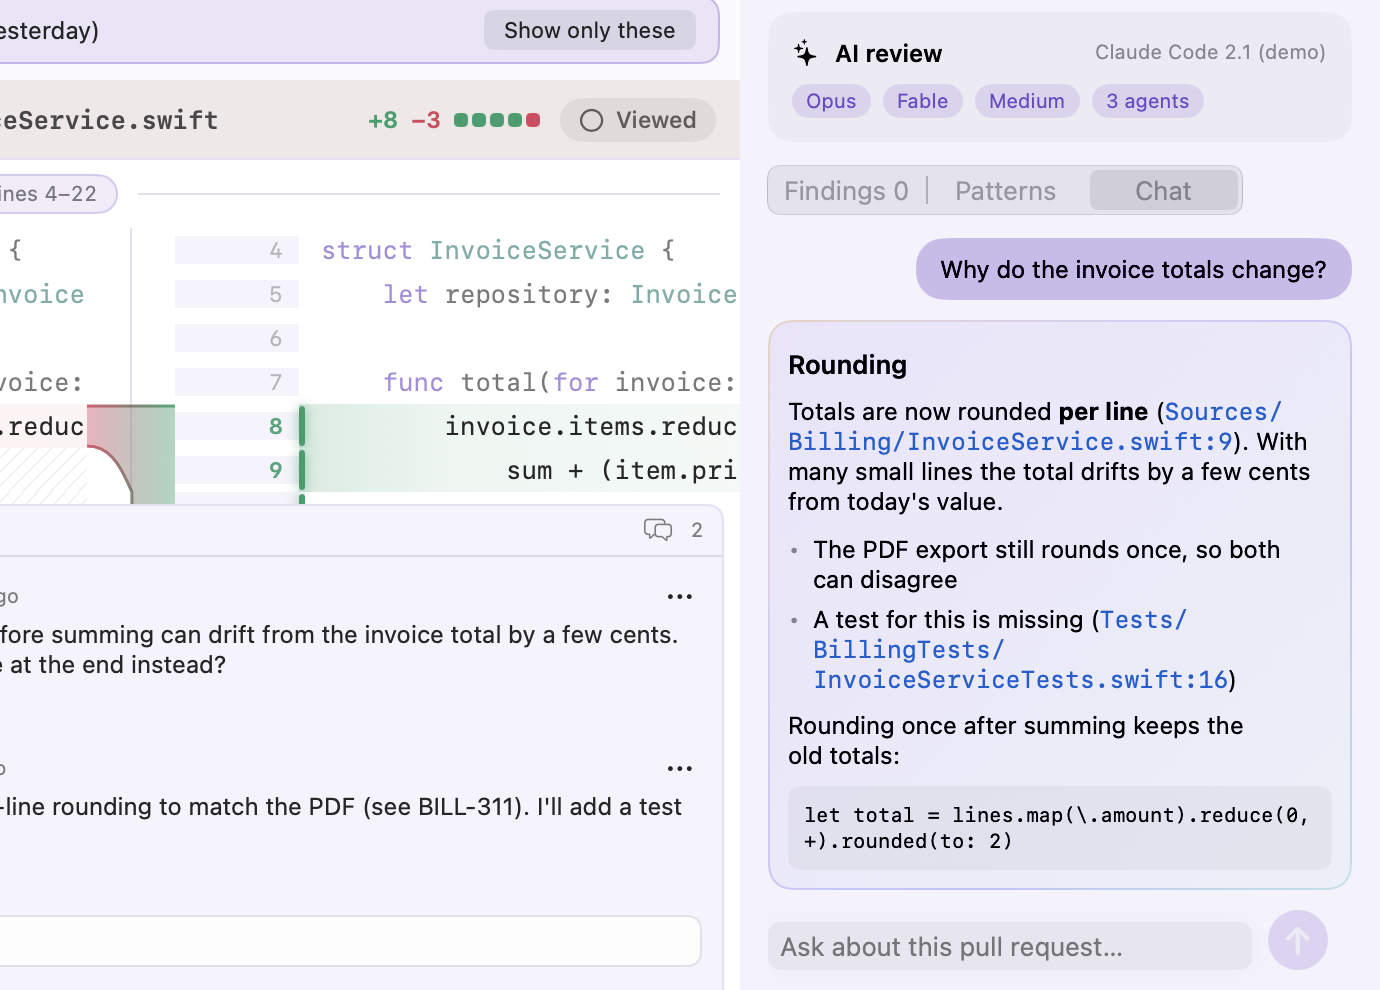 esterday)
Show only these
eService.swift
+8 −3
Viewed
ines 4–22
{
nvoice
voice:
.reduc
4 struct InvoiceService {
5 let repository: Invoice
6
7 func total(for invoice:
8 invoice.items.reduc
9 sum + (item.pri
2
go
fore summing can drift from the invoice total by a few cents.
e at the end instead?
-line rounding to match the PDF (see BILL-311). I'll add a test
AI review
Claude Code 2.1 (demo)
Opus
Fable
Medium
3 agents
Findings 0
Patterns
Chat
Why do the invoice totals change?
Rounding
Totals are now rounded per line (Sources/
Billing/InvoiceService.swift:9). With
many small lines the total drifts by a few cents
from today's value.
• The PDF export still rounds once, so both
can disagree
• A test for this is missing (Tests/
BillingTests/
InvoiceServiceTests.swift:16)
Rounding once after summing keeps the
old totals:
let total = lines.map(\.amount).reduce(0,
+).rounded(to: 2)
Ask about this pull request…